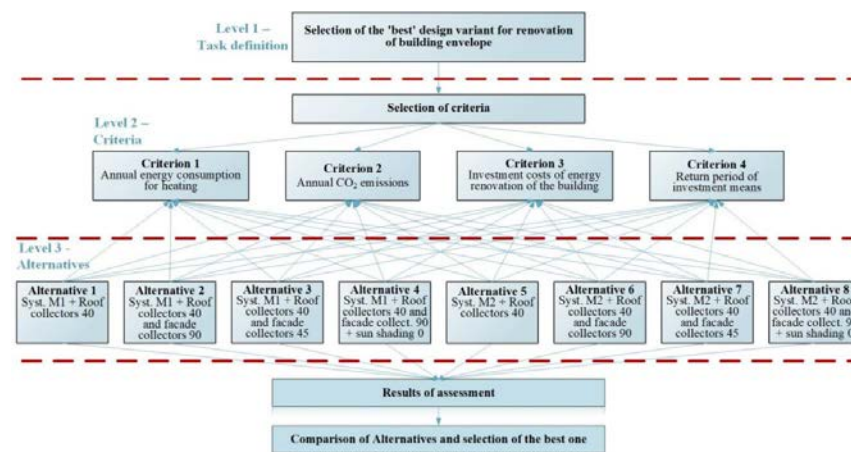 Level 1 –
Task definition
Selection of the 'best' design variant for renovation
of building envelope
Selection of criteria
Level 2 –
Criteria
Criterion 1
Annual energy consumption
for heating
Criterion 2
Annual CO₂ emissions
Criterion 3
Investment costs of energy
renovation of the building
Criterion 4
Return period of
investment means
Level 3 -
Alternatives
Alternative 1
Syst. M1 + Roof
collectors 40
Alternative 2
Syst. M1 + Roof
collectors 40
and facade
collectors 90
Alternative 3
Syst. M1 + Roof
collectors 40
and facade
collectors 45
Alternative 4
Syst. M1 + Roof
collectors 40 and
facade collect. 90
+ sun shading 0
Alternative 5
Syst. M2 + Roof
collectors 40
Alternative 6
Syst. M2 + Roof
collectors 40
and facade
collectors 90
Alternative 7
Syst. M2 + Roof
collectors 40
and facade
collectors 45
Alternative 8
Syst. M2 + Roof
collectors 40 and
facade collect. 90
+ sun shading 0
Results of assessment
Comparison of Alternatives and selection of the best one